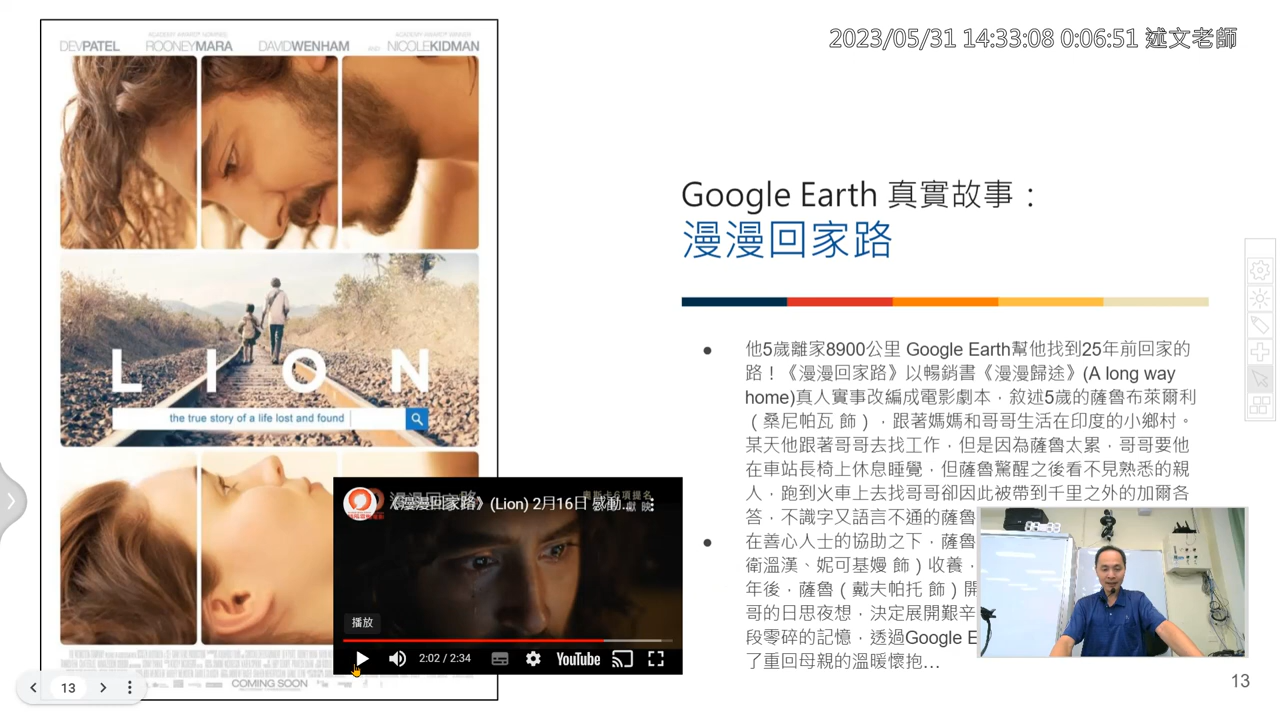 ACADEMY AWARD NOMINEE
ACADEMY AWARD WINNER
DEV PATEL ROONEY MARA DAVID WENHAM AND NICOLE KIDMAN
2023/05/31 14:33:08 0:06:51 述文老師
LION
the true story of a life lost and found
COMING SOON
Google Earth 真實故事：
漫漫回家路
他5歲離家8900公里 Google Earth幫他找到25年前回家的
路！《漫漫回家路》以暢銷書《漫漫歸途》(A long way
home)真人實事改編成電影劇本，敘述5歲的薩魯布萊爾利
（桑尼帕瓦 飾），跟著媽媽和哥哥生活在印度的小鄉村。
某天他跟著哥哥去找工作，但是因為薩魯太累，哥哥要他
在車站長椅上休息睡覺，但薩魯驚醒之後看不見熟悉的親
人，跑到火車上去找哥哥卻因此被帶到千里之外的加爾各
答，不識字又語言不通的薩魯
在善心人士的協助之下，薩魯
衛溫漢、妮可基嫚 飾）收養，
年後，薩魯（戴夫帕托 飾）開
哥的日思夜想，決定展開艱辛
段零碎的記憶，透過Google E
了重回母親的溫暖懷抱…
《漫漫回家路》(Lion) 2月16日 感動...
播放
2:02 / 2:34
YouTube
13
13